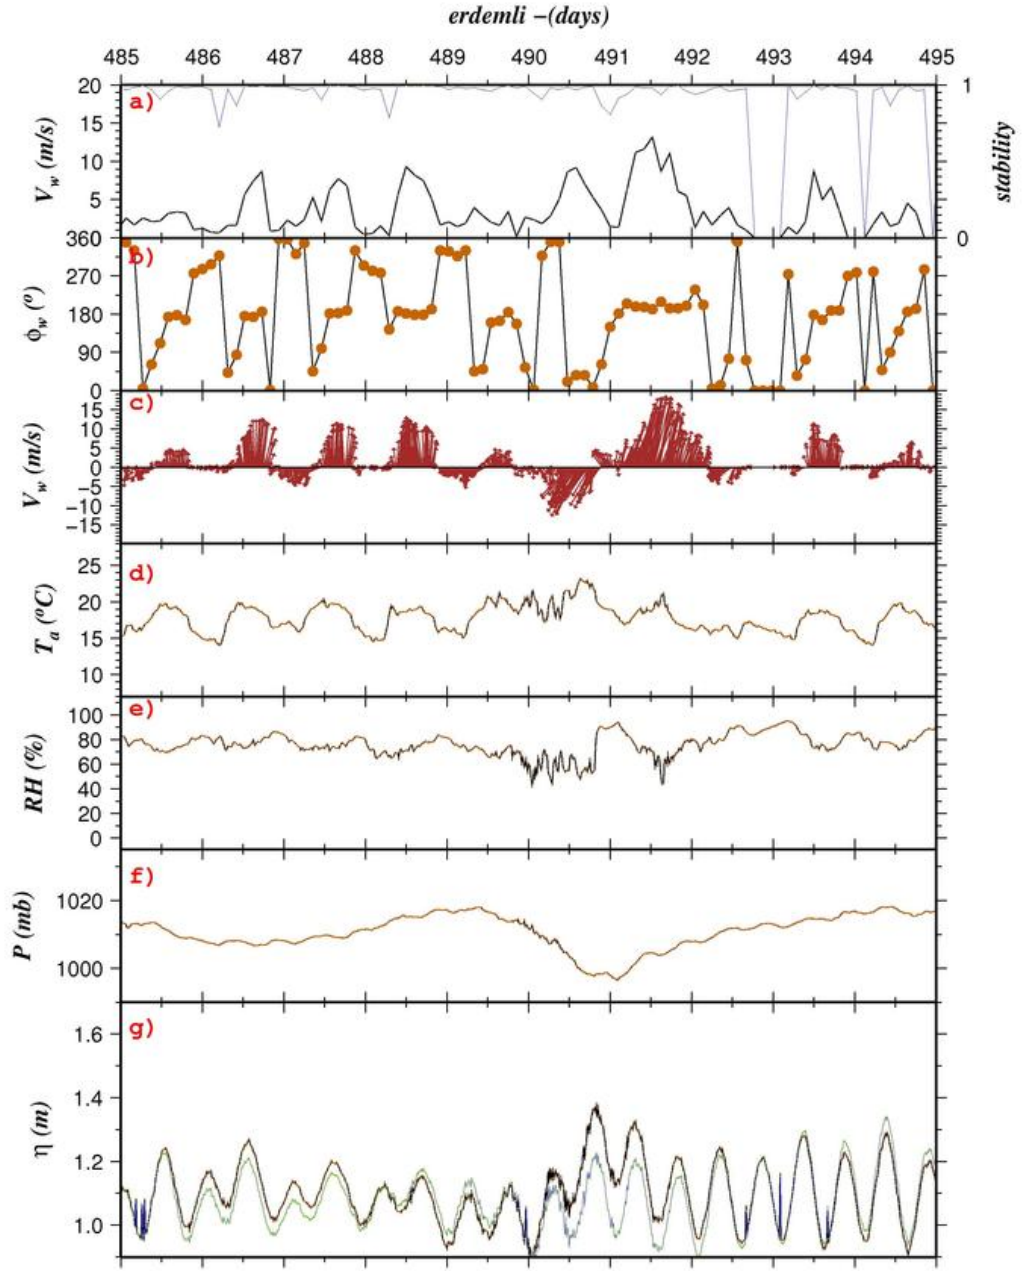 erdemli –(days)
485 486 487 488 489 490 491 492 493 494 495
a)
20
15
10
5
V_w (m/s)
1
0
stability
b)
360
270
180
90
0
ϕ_w (º)
c)
15
10
5
0
−5
−10
−15
V_w (m/s)
d)
25
20
15
10
T_a (ºC)
e)
100
80
60
40
20
0
RH (%)
f)
1020
1000
P (mb)
g)
1.6
1.4
1.2
1.0
η (m)